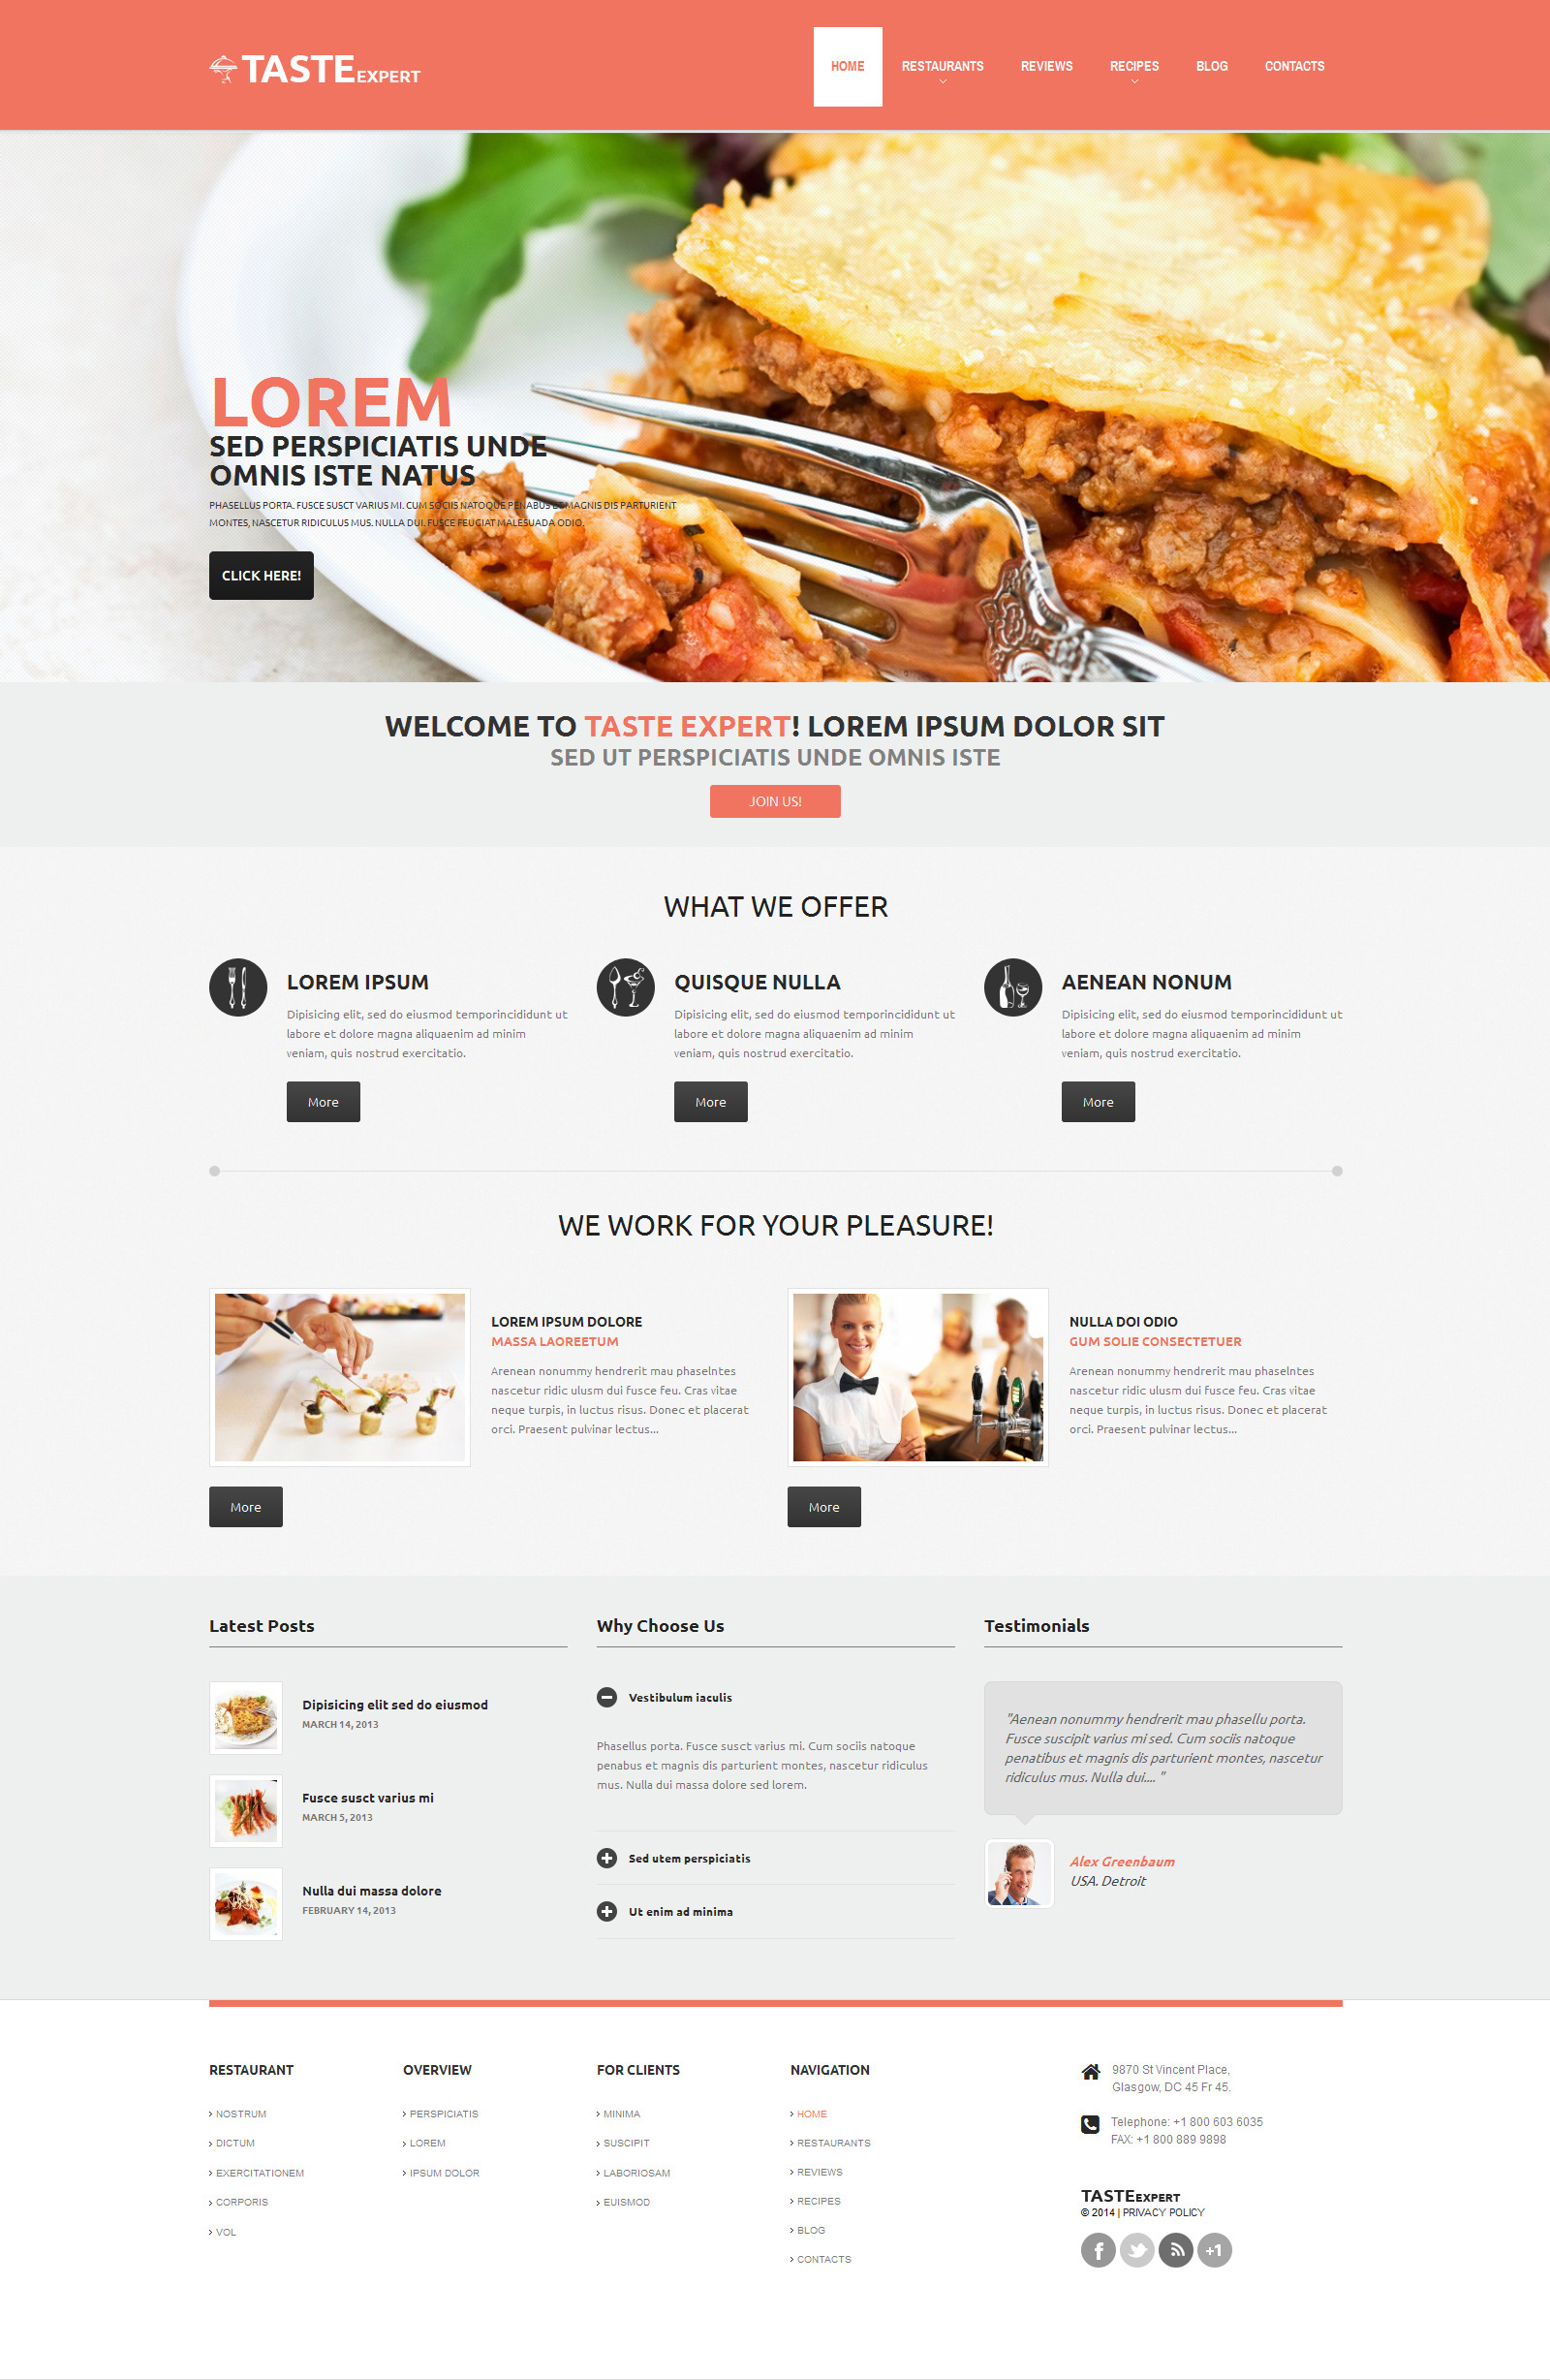 TASTE EXPERT
HOME RESTAURANTS REVIEWS RECIPES BLOG CONTACTS
LOREM
SED PERSPICIATIS UNDE
OMNIS ISTE NATUS
PHASELLUS PORTA. FUSCE SUSCT VARIUS MI. CUM SOCIIS NATOQUE PENABUS ET MAGNIS DIS PARTURIENT
MONTES, NASCETUR RIDICULUS MUS. NULLA DUI. FUSCE FEUGIAT MALESUADA ODIO.
CLICK HERE!
WELCOME TO TASTE EXPERT! LOREM IPSUM DOLOR SIT
SED UT PERSPICIATIS UNDE OMNIS ISTE
JOIN US!
WHAT WE OFFER
LOREM IPSUM
Dipisicing elit, sed do eiusmod temporincididunt ut
labore et dolore magna aliquaenim ad minim
veniam, quis nostrud exercitatio.
More
QUISQUE NULLA
Dipisicing elit, sed do eiusmod temporincididunt ut
labore et dolore magna aliquaenim ad minim
veniam, quis nostrud exercitatio.
More
AENEAN NONUM
Dipisicing elit, sed do eiusmod temporincididunt ut
labore et dolore magna aliquaenim ad minim
veniam, quis nostrud exercitatio.
More
WE WORK FOR YOUR PLEASURE!
LOREM IPSUM DOLORE
MASSA LAOREETUM
Arenean nonummy hendrerit mau phaselntes
nascetur ridic ulusm dui fusce feu. Cras vitae
neque turpis, in luctus risus. Donec et placerat
orci. Praesent pulvinar lectus...
More
NULLA DOI ODIO
GUM SOLIE CONSECTETUER
Arenean nonummy hendrerit mau phaselntes
nascetur ridic ulusm dui fusce feu. Cras vitae
neque turpis, in luctus risus. Donec et placerat
orci. Praesent pulvinar lectus...
More
Latest Posts
Dipisicing elit sed do eiusmod
MARCH 14, 2013
Fusce susct varius mi
MARCH 5, 2013
Nulla dui massa dolore
FEBRUARY 14, 2013
Why Choose Us
Vestibulum iaculis
Phasellus porta. Fusce susct varius mi. Cum sociis natoque
penabus et magnis dis parturient montes, nascetur ridiculus
mus. Nulla dui massa dolore sed lorem.
Sed utem perspiciatis
Ut enim ad minima
Testimonials
"Aenean nonummy hendrerit mau phasellu porta.
Fusce suscipit varius mi sed. Cum sociis natoque
penatibus et magnis dis parturient montes, nascetur
ridiculus mus. Nulla dui.... "
Alex Greenbaum
USA. Detroit
RESTAURANT
NOSTRUM
DICTUM
EXERCITATIONEM
CORPORIS
VOL
OVERVIEW
PERSPICIATIS
LOREM
IPSUM DOLOR
FOR CLIENTS
MINIMA
SUSCIPIT
LABORIOSAM
EUISMOD
NAVIGATION
HOME
RESTAURANTS
REVIEWS
RECIPES
BLOG
CONTACTS
9870 St Vincent Place,
Glasgow, DC 45 Fr 45.
Telephone: +1 800 603 6035
FAX: +1 800 889 9898
TASTE EXPERT
© 2014 | PRIVACY POLICY
f +1